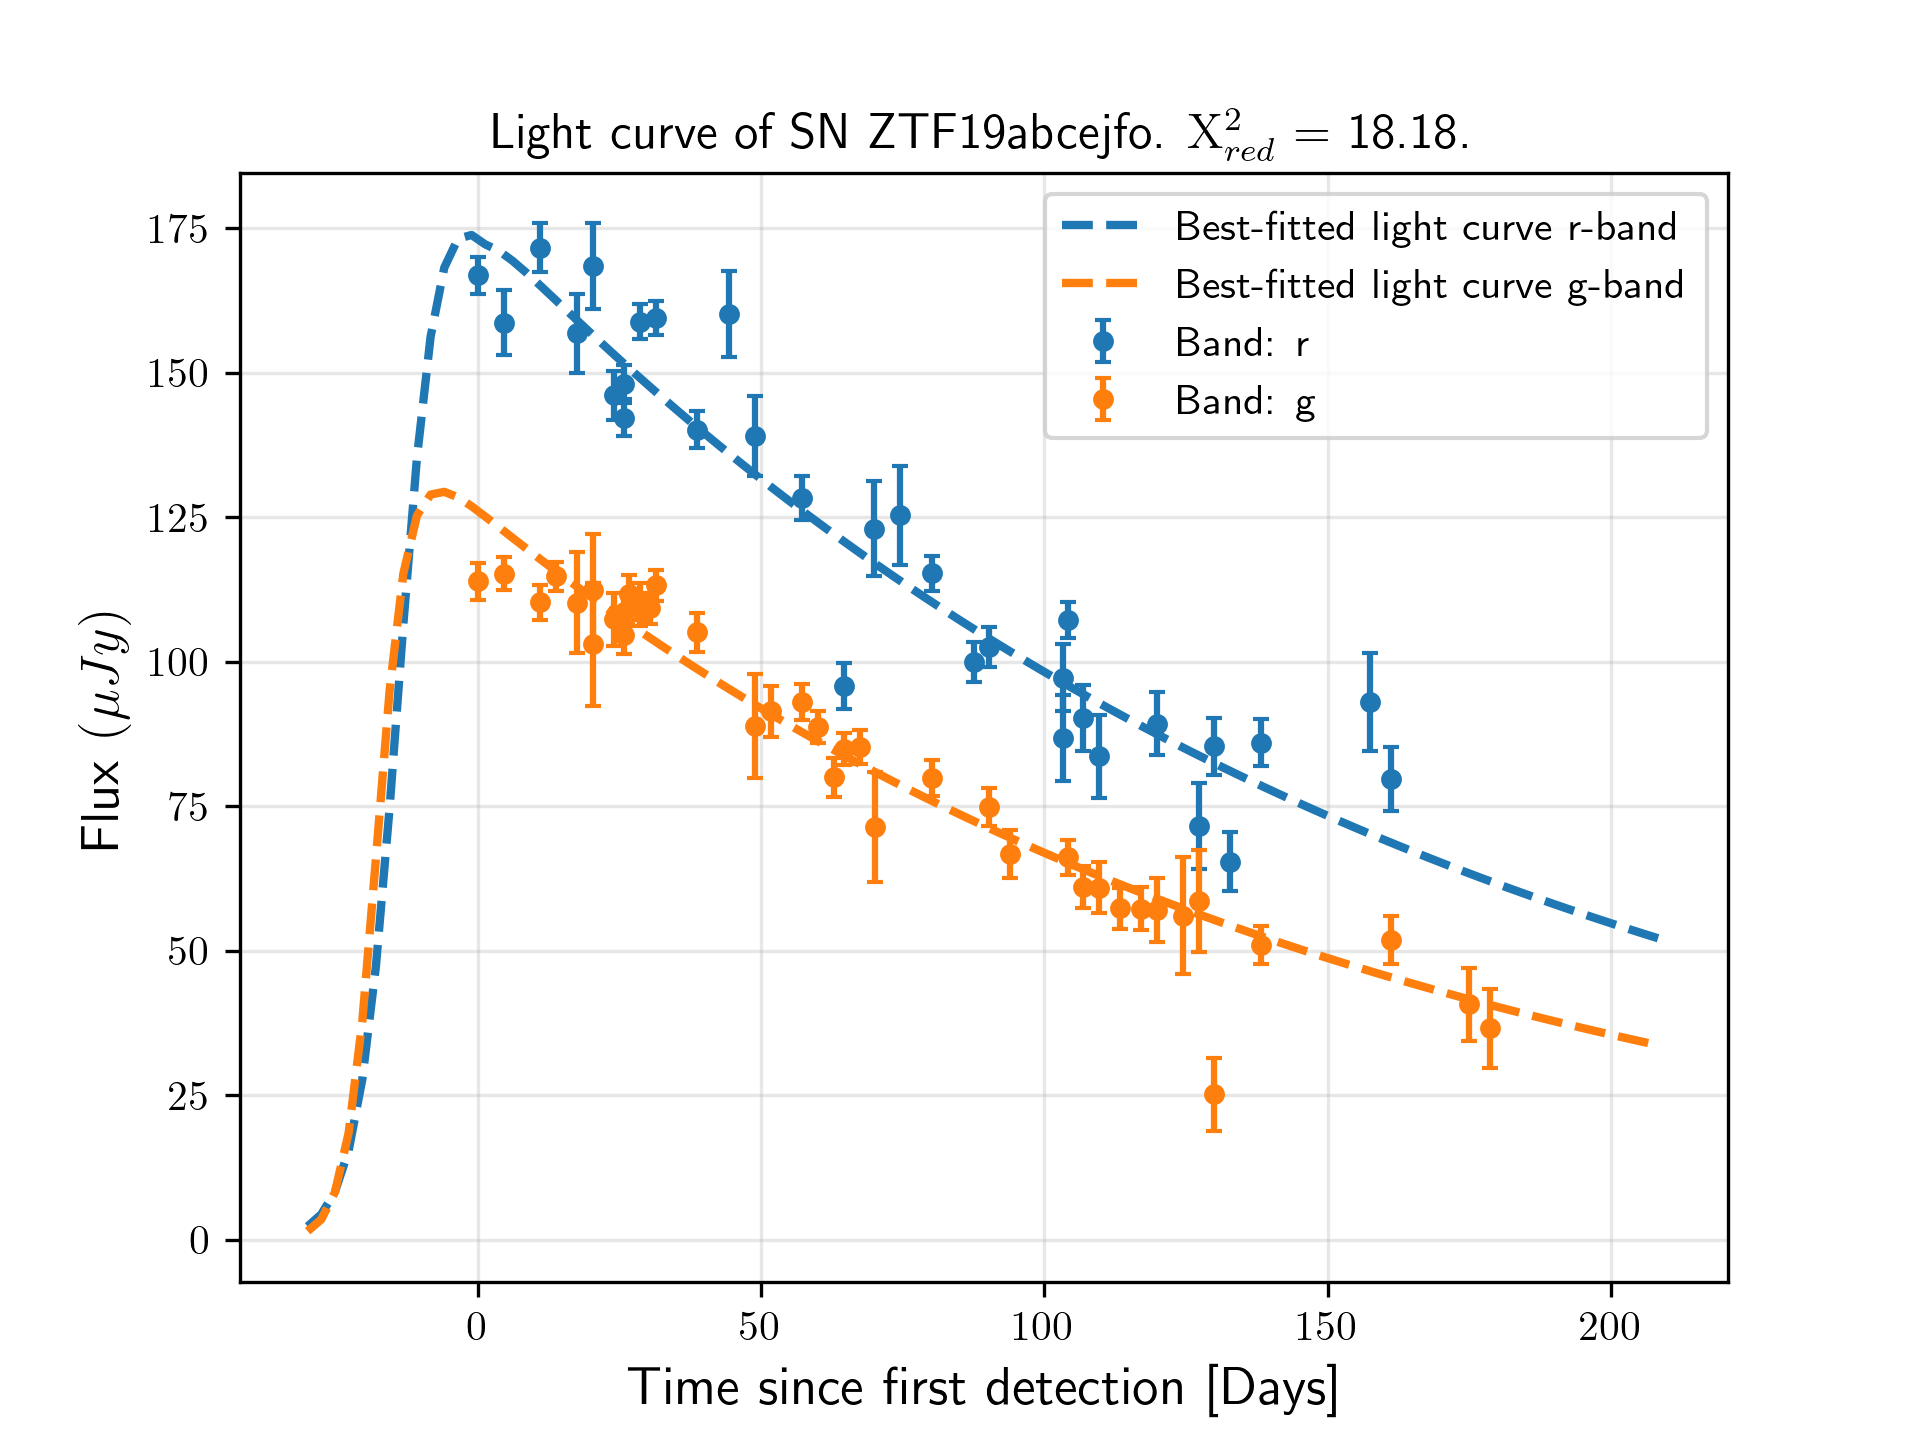 Light curve of SN ZTF19abcejfo. X²_red = 18.18.
Best-fitted light curve r-band
Best-fitted light curve g-band
Band: r
Band: g
Flux (μJy)
175
150
125
100
75
50
25
0
0 50 100 150 200
Time since first detection [Days]